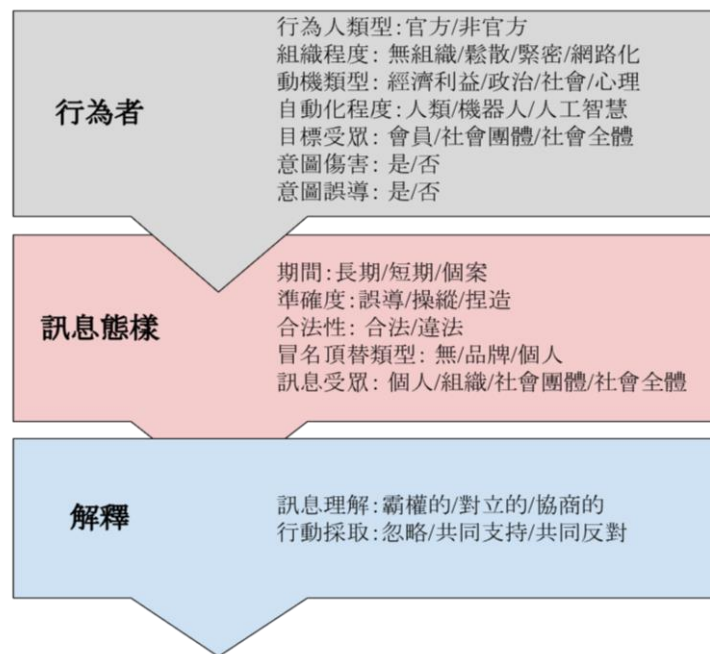 行為者
行為人類型:官方/非官方
組織程度: 無組織/鬆散/緊密/網路化
動機類型: 經濟利益/政治/社會/心理
自動化程度:人類/機器人/人工智慧
目標受眾: 會員/社會團體/社會全體
意圖傷害: 是/否
意圖誤導: 是/否
訊息態樣
期間:長期/短期/個案
準確度:誤導/操縱/捏造
合法性: 合法/違法
冒名頂替類型: 無/品牌/個人
訊息受眾: 個人/組織/社會團體/社會全體
解釋
訊息理解:霸權的/對立的/協商的
行動採取:忽略/共同支持/共同反對